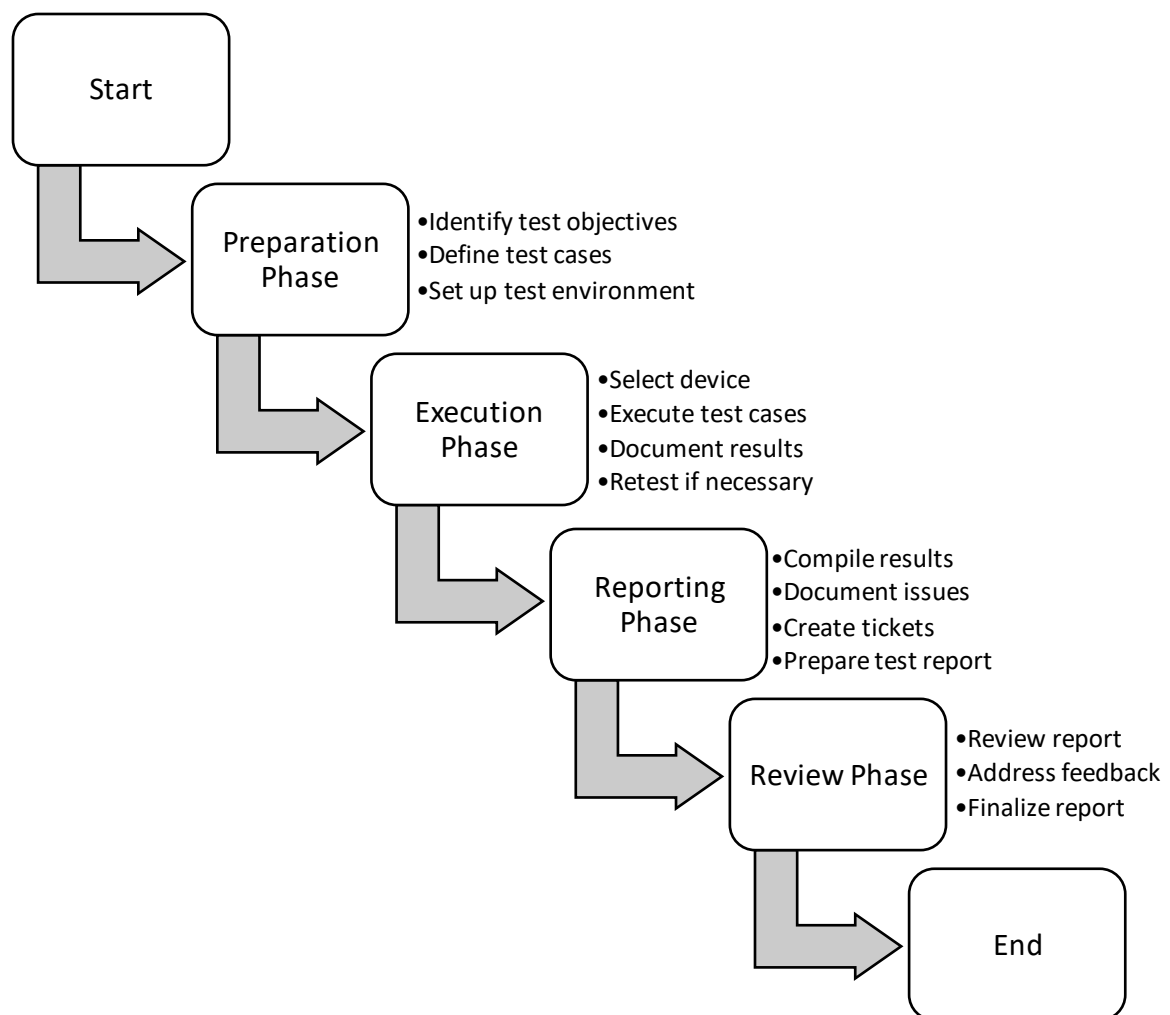 Start
Preparation
Phase
•Identify test objectives
•Define test cases
•Set up test environment
Execution
Phase
•Select device
•Execute test cases
•Document results
•Retest if necessary
Reporting
Phase
•Compile results
•Document issues
•Create tickets
•Prepare test report
Review Phase
•Review report
•Address feedback
•Finalize report
End